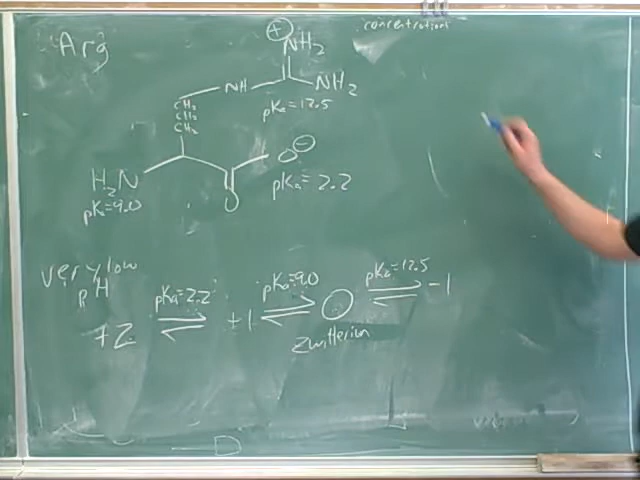 Arg
concentrations
⊕
NH₂
NH
NH₂
pKa=12.5
CH₂
CH₂
CH₂
O⊖
H₂N
pK=9.0
O
pKa=2.2
very low
pH
pKa=2.2
pKa=9.0
pKa=12.5
+2 ⇌ +1 ⇌ 0 ⇌ -1
Zwitterion